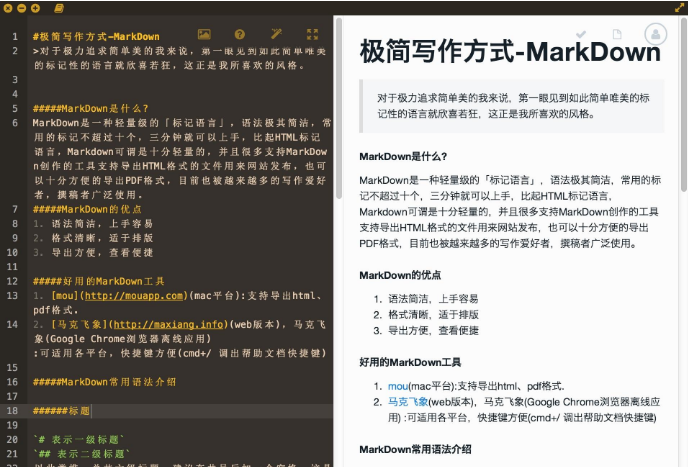 1 #极简写作方式-MarkDown
2 >对于极力追求简单美的我来说，第一眼见到如此简单唯美
的标记性的语言就欣喜若狂，这正是我所喜欢的风格。
3
4
5 #####MarkDown是什么?
6 MarkDown是一种轻量级的「标记语言」，语法极其简洁，常
用的标记不超过十个，三分钟就可以上手，比起HTML标记
语言，Markdown可谓是十分轻量的，并且很多支持MarkDow
n创作的工具支持导出HTML格式的文件用来网站发布，也可
以十分方便的导出PDF格式，目前也被越来越多的写作爱好
者，撰稿者广泛使用。
7 #####MarkDown的优点
8 1. 语法简洁，上手容易
9 2. 格式清晰，适于排版
10 3. 导出方便，查看便捷
11
12 #####好用的MarkDown工具
13 1. [mou](http://mouapp.com)(mac平台):支持导出html、
pdf格式.
14 2. [马克飞象](http://maxiang.info)(web版本)，马克飞
象(Google Chrome浏览器离线应用)
:可适用各平台，快捷键方便(cmd+/ 调出帮助文档快捷键)
15
16 #####MarkDown常用语法介绍
17
18 ######标题
19
20 `# 表示一级标题`
21 `## 表示二级标题`
极简写作方式-MarkDown
对于极力追求简单美的我来说，第一眼见到如此简单唯美的标
记性的语言就欣喜若狂，这正是我所喜欢的风格。
MarkDown是什么?
MarkDown是一种轻量级的「标记语言」，语法极其简洁，常用的标
记不超过十个，三分钟就可以上手，比起HTML标记语言，
Markdown可谓是十分轻量的，并且很多支持MarkDown创作的工具
支持导出HTML格式的文件用来网站发布，也可以十分方便的导出
PDF格式，目前也被越来越多的写作爱好者，撰稿者广泛使用。
MarkDown的优点
1. 语法简洁，上手容易
2. 格式清晰，适于排版
3. 导出方便，查看便捷
好用的MarkDown工具
1. mou(mac平台):支持导出html、pdf格式.
2. 马克飞象(web版本)，马克飞象(Google Chrome浏览器离线应
用) :可适用各平台，快捷键方便(cmd+/ 调出帮助文档快捷键)
MarkDown常用语法介绍